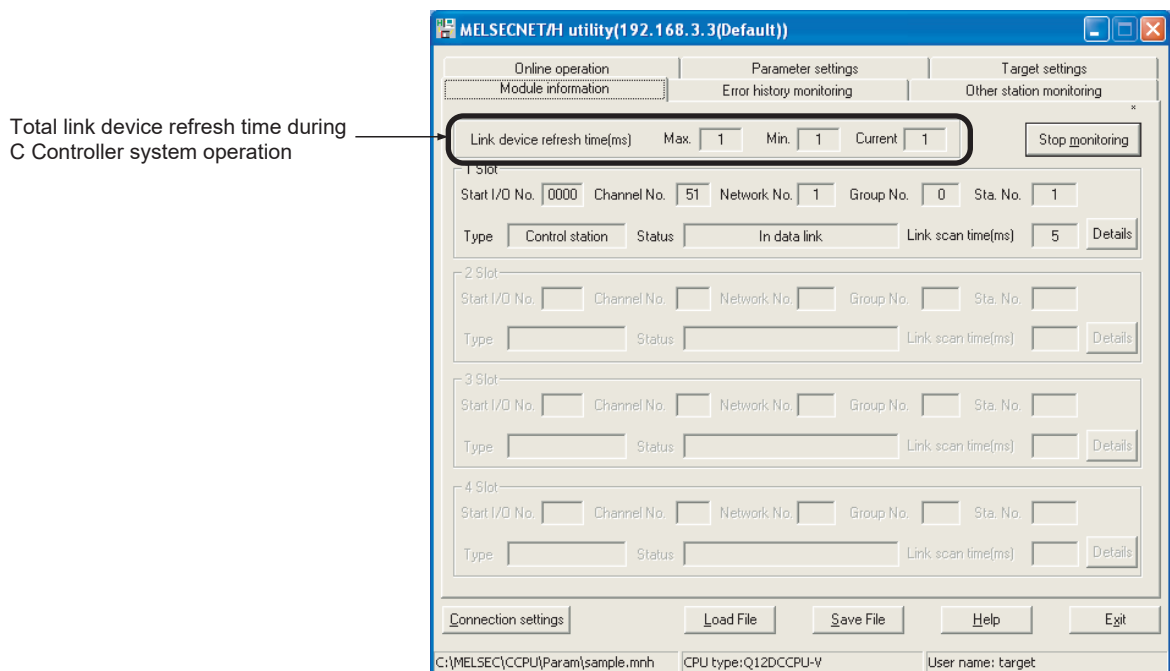 MELSECNET/H utility(192.168.3.3(Default))
Online operation Parameter settings Target settings
Module information Error history monitoring Other station monitoring
Total link device refresh time during
C Controller system operation
Link device refresh time(ms) Max. 1 Min. 1 Current 1 Stop monitoring
1 Slot
Start I/O No. 0000 Channel No. 51 Network No. 1 Group No. 0 Sta. No. 1
Type Control station Status In data link Link scan time(ms) 5 Details
2 Slot
Start I/O No. Channel No. Network No. Group No. Sta. No.
Type Status Link scan time(ms) Details
3 Slot
Start I/O No. Channel No. Network No. Group No. Sta. No.
Type Status Link scan time(ms) Details
4 Slot
Start I/O No. Channel No. Network No. Group No. Sta. No.
Type Status Link scan time(ms) Details
Connection settings Load File Save File Help Exit
C:\MELSEC\CCPU\Param\sample.mnh CPU type:Q12DCCPU-V User name: target